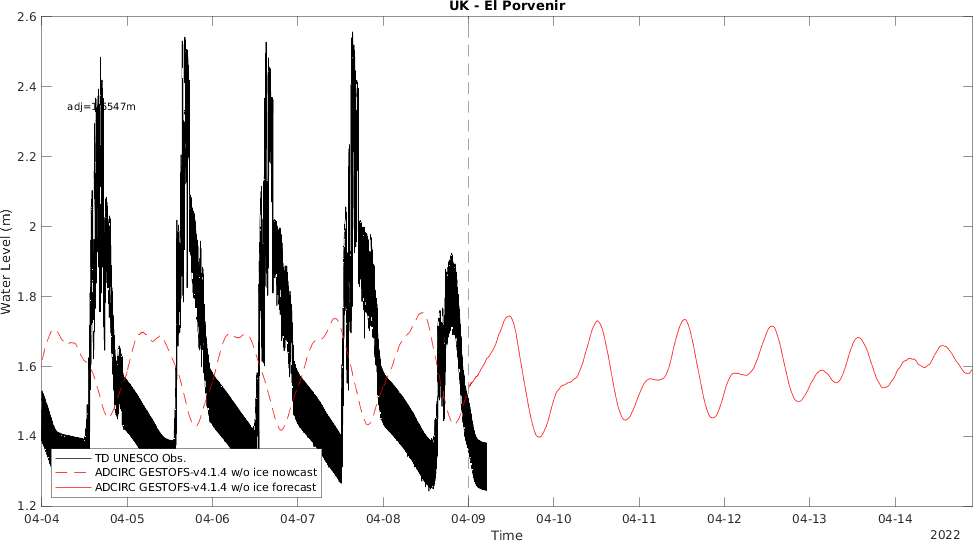 UK - El Porvenir
2.6
2.4
adj=1.6547m
2.2
2
1.8
1.6
1.4
1.2
Water Level (m)
TD UNESCO Obs.
ADCIRC GESTOFS-v4.1.4 w/o ice nowcast
ADCIRC GESTOFS-v4.1.4 w/o ice forecast
04-04 04-05 04-06 04-07 04-08 04-09 04-10 04-11 04-12 04-13 04-14
Time
2022